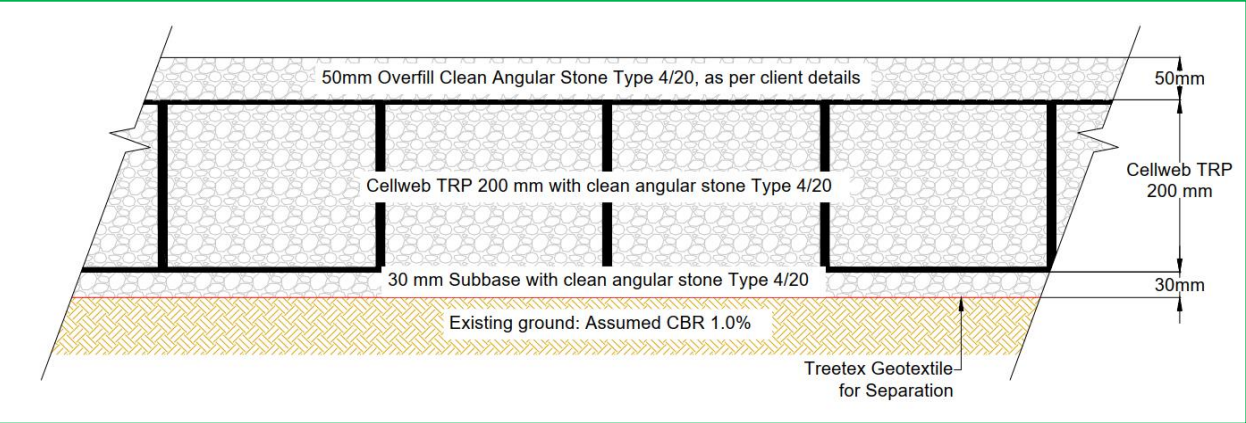 50mm Overfill Clean Angular Stone Type 4/20, as per client details
50mm
Cellweb TRP 200 mm with clean angular stone Type 4/20
Cellweb TRP
200 mm
30 mm Subbase with clean angular stone Type 4/20
30mm
Existing ground: Assumed CBR 1.0%
Treetex Geotextile
for Separation